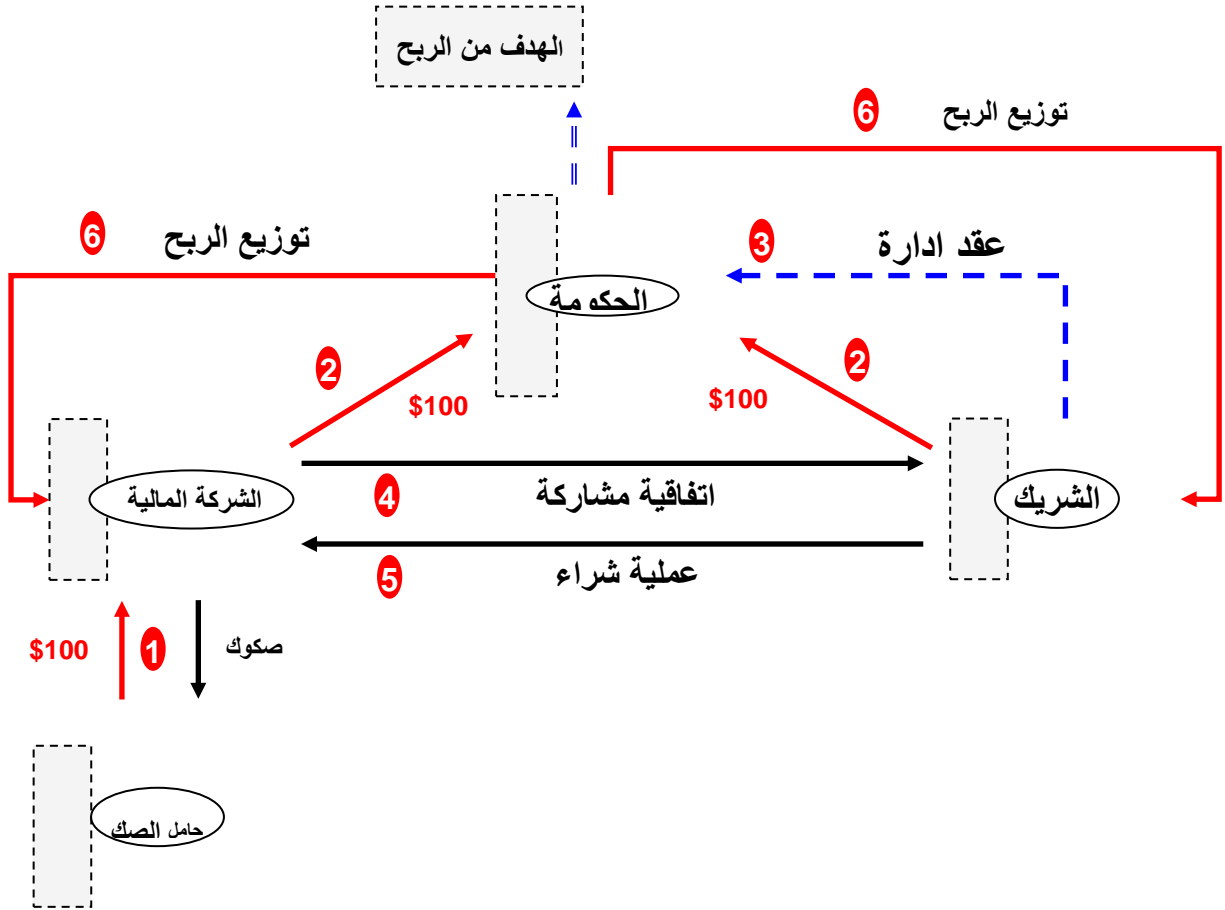 الهدف من الربح
توزيع الربح 6
6 توزيع الربح
3 عقد ادارة
الحكومة
2
2
$100
$100
الشركة المالية
4 اتفاقية مشاركة
الشريك
عملية شراء
5
$100
1
صكوك
حامل الصك